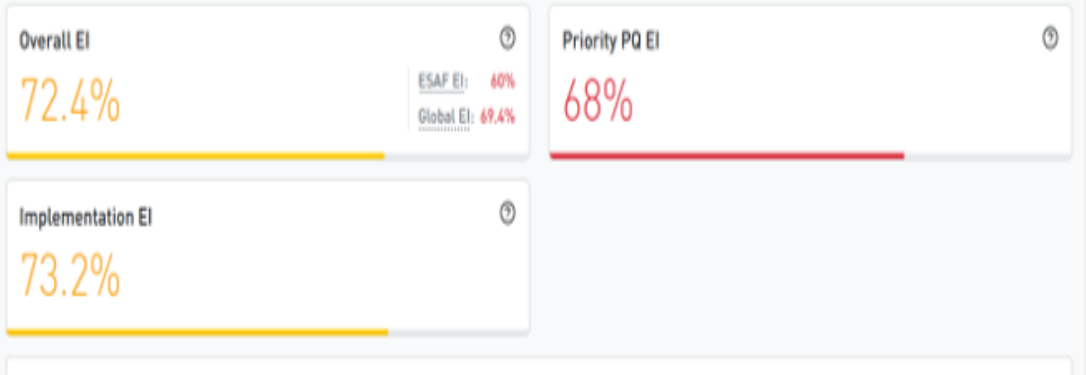 Overall EI
72.4%
ESAF EI: 60%
Global EI: 69.4%
Priority PQ EI
68%
Implementation EI
73.2%